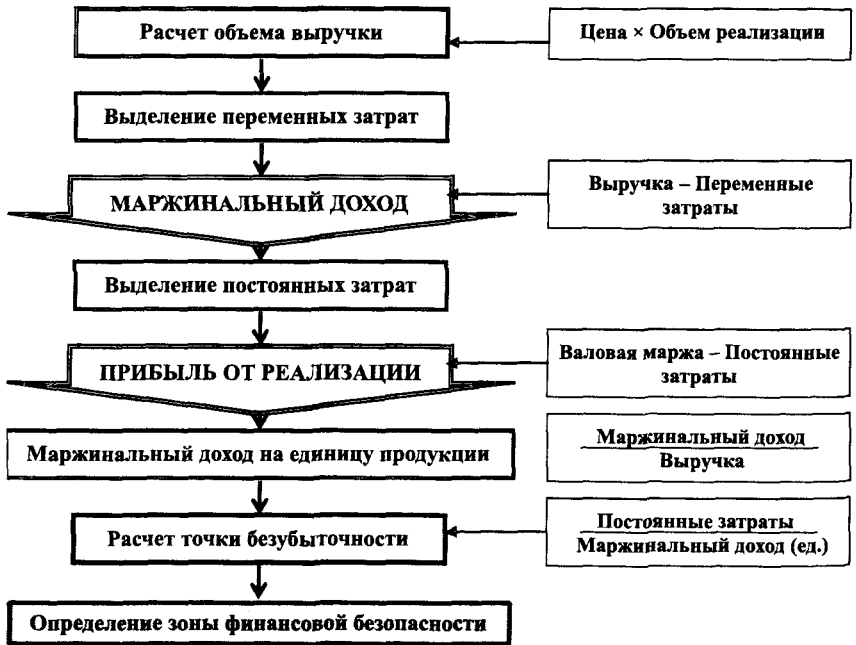 Расчет объема выручки
Цена × Объем реализации
Выделение переменных затрат
МАРЖИНАЛЬНЫЙ ДОХОД
Выручка – Переменные
затраты
Выделение постоянных затрат
ПРИБЫЛЬ ОТ РЕАЛИЗАЦИИ
Валовая маржа – Постоянные
затраты
Маржинальный доход на единицу продукции
Маржинальный доход
Выручка
Расчет точки безубыточности
Постоянные затраты
Маржинальный доход (ед.)
Определение зоны финансовой безопасности